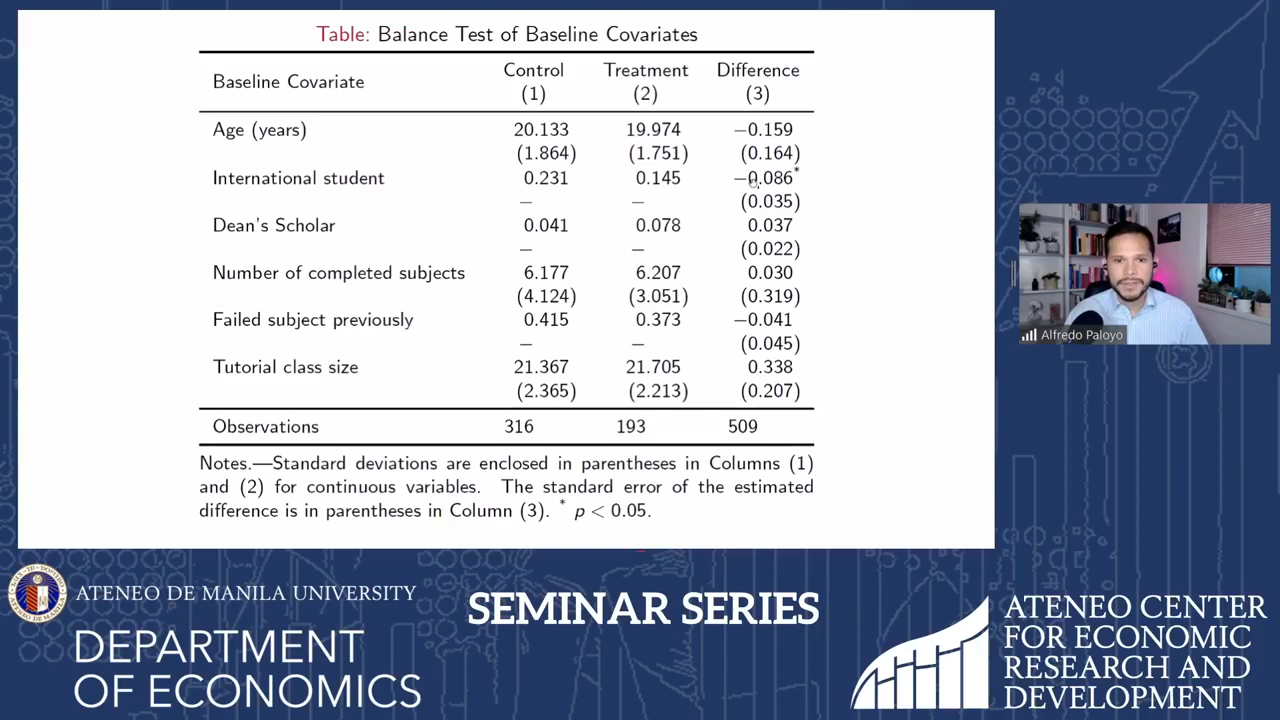 Table: Balance Test of Baseline Covariates
Baseline Covariate Control Treatment Difference
(1) (2) (3)
Age (years) 20.133 19.974 −0.159
(1.864) (1.751) (0.164)
International student 0.231 0.145 −0.086*
− − (0.035)
Dean's Scholar 0.041 0.078 0.037
− − (0.022)
Number of completed subjects 6.177 6.207 0.030
(4.124) (3.051) (0.319)
Failed subject previously 0.415 0.373 −0.041
− − (0.045)
Tutorial class size 21.367 21.705 0.338
(2.365) (2.213) (0.207)
Observations 316 193 509
Notes.—Standard deviations are enclosed in parentheses in Columns (1)
and (2) for continuous variables. The standard error of the estimated
difference is in parentheses in Column (3). * p < 0.05.
Alfredo Paloyo
ATENEO DE MANILA UNIVERSITY
DEPARTMENT
OF ECONOMICS
SEMINAR SERIES
ATENEO CENTER
FOR ECONOMIC
RESEARCH AND
DEVELOPMENT